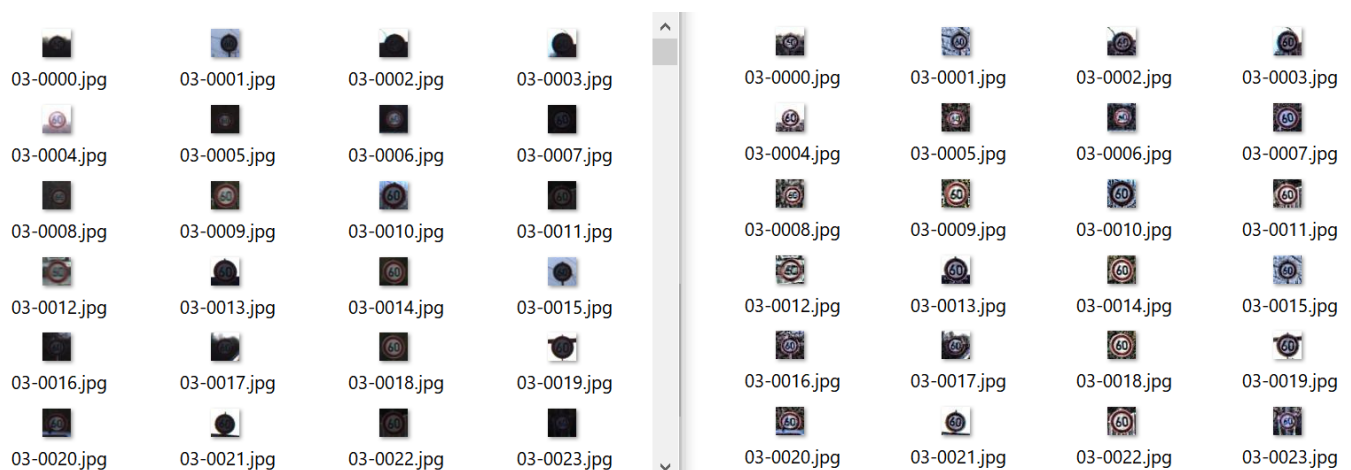 03-0000.jpg 03-0001.jpg 03-0002.jpg 03-0003.jpg
03-0004.jpg 03-0005.jpg 03-0006.jpg 03-0007.jpg
03-0008.jpg 03-0009.jpg 03-0010.jpg 03-0011.jpg
03-0012.jpg 03-0013.jpg 03-0014.jpg 03-0015.jpg
03-0016.jpg 03-0017.jpg 03-0018.jpg 03-0019.jpg
03-0020.jpg 03-0021.jpg 03-0022.jpg 03-0023.jpg
03-0000.jpg 03-0001.jpg 03-0002.jpg 03-0003.jpg
03-0004.jpg 03-0005.jpg 03-0006.jpg 03-0007.jpg
03-0008.jpg 03-0009.jpg 03-0010.jpg 03-0011.jpg
03-0012.jpg 03-0013.jpg 03-0014.jpg 03-0015.jpg
03-0016.jpg 03-0017.jpg 03-0018.jpg 03-0019.jpg
03-0020.jpg 03-0021.jpg 03-0022.jpg 03-0023.jpg